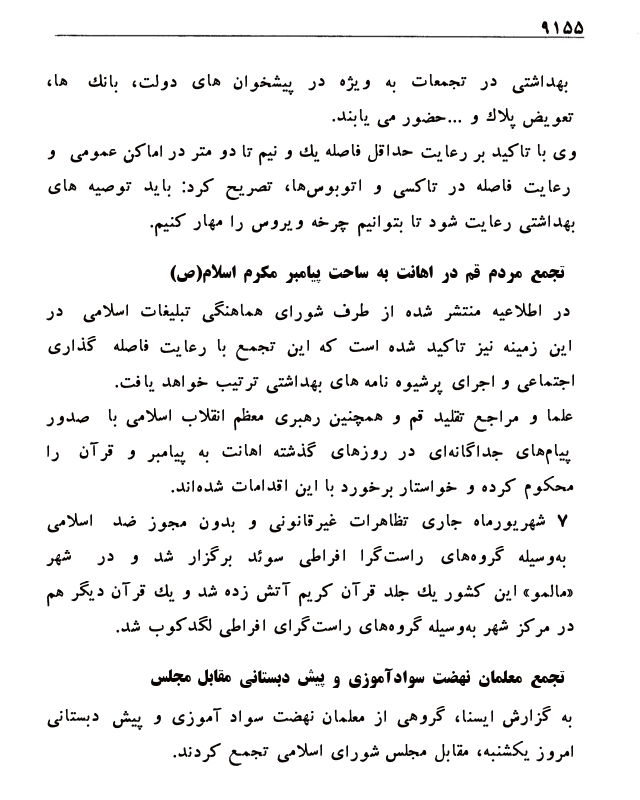 ۹۱۵۵
بهداشتی در تجمعات به ویژه در پیشخوان های دولت، بانك ها،
تعویض پلاك و ...حضور می یابند.
وی با تاکید بر رعایت حداقل فاصله یك و نیم تا دو متر در اماکن عمومی و
رعایت فاصله در تاکسی و اتوبوس‌ها، تصریح کرد: باید توصیه های
بهداشتی رعایت شود تا بتوانیم چرخه ویروس را مهار کنیم.
تجمع مردم قم در اهانت به ساحت پیامبر مکرم اسلام(ص)
در اطلاعیه منتشر شده از طرف شورای هماهنگی تبلیغات اسلامی در
این زمینه نیز تاکید شده است که این تجمع با رعایت فاصله گذاری
اجتماعی و اجرای پرشیوه نامه های بهداشتی ترتیب خواهد یافت.
علما و مراجع تقلید قم و همچنین رهبری معظم انقلاب اسلامی با صدور
پیام‌های جداگانه‌ای در روزهای گذشته اهانت به پیامبر و قرآن را
محکوم کرده و خواستار برخورد با این اقدامات شده‌اند.
۷ شهریورماه جاری تظاهرات غیرقانونی و بدون مجوز ضد اسلامی
به‌وسیله گروه‌های راست‌گرا افراطی سوئد برگزار شد و در شهر
«مالمو» این کشور یك جلد قرآن کریم آتش زده شد و یك قرآن دیگر هم
در مرکز شهر به‌وسیله گروه‌های راست‌گرای افراطی لگدکوب شد.
تجمع معلمان نهضت سوادآموزی و پیش دبستانی مقابل مجلس
به گزارش ایسنا، گروهی از معلمان نهضت سواد آموزی و پیش دبستانی
امروز یکشنبه، مقابل مجلس شورای اسلامی تجمع کردند.